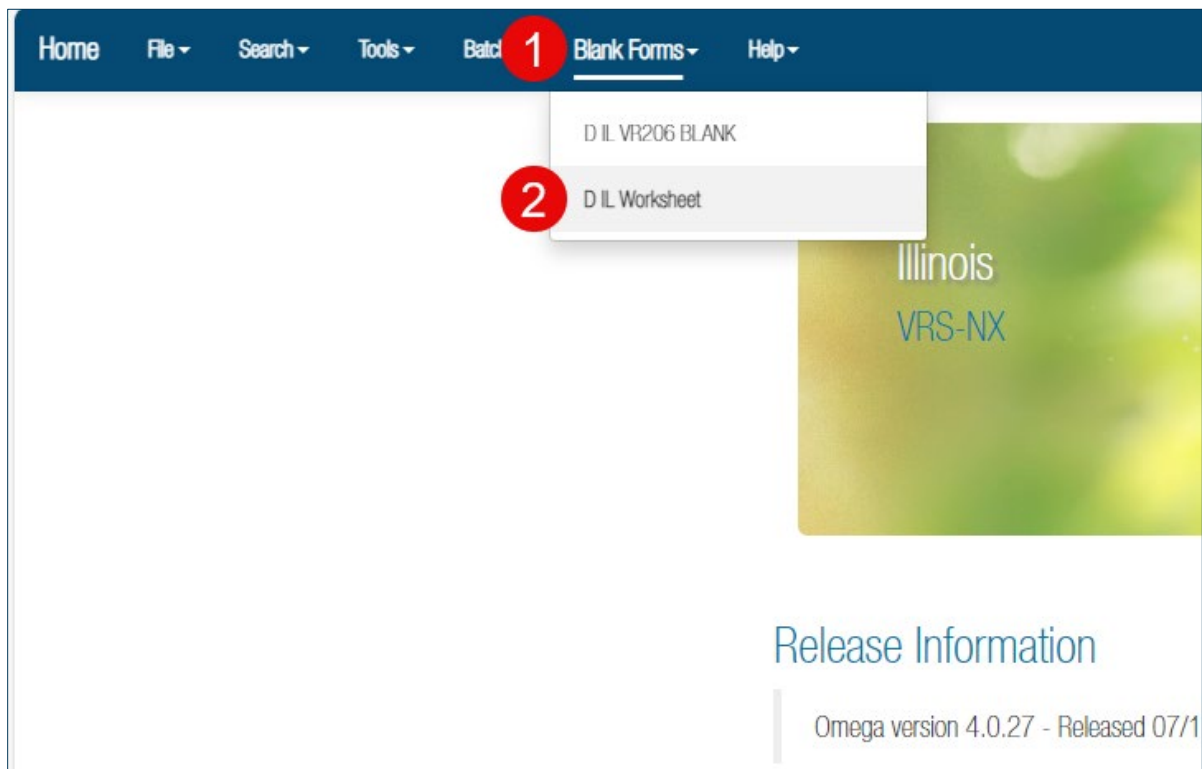 Home File Search Tools Batch 1 Blank Forms Help
D IL VR206 BLANK
2 D IL Worksheet
Illinois
VRS-NX
Release Information
Omega version 4.0.27 - Released 07/1